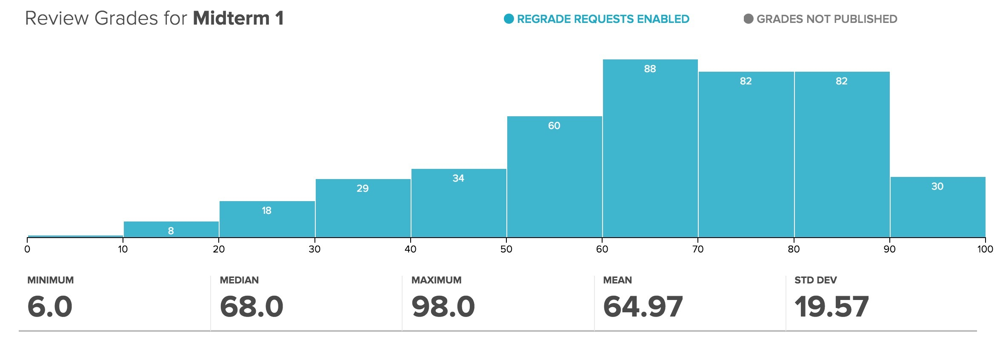 Review Grades for Midterm 1
REGRADE REQUESTS ENABLED
GRADES NOT PUBLISHED
88
82
82
60
30
34
29
18
8
0 10 20 30 40 50 60 70 80 90 100
MINIMUM MEDIAN MAXIMUM MEAN STD DEV
6.0 68.0 98.0 64.97 19.57